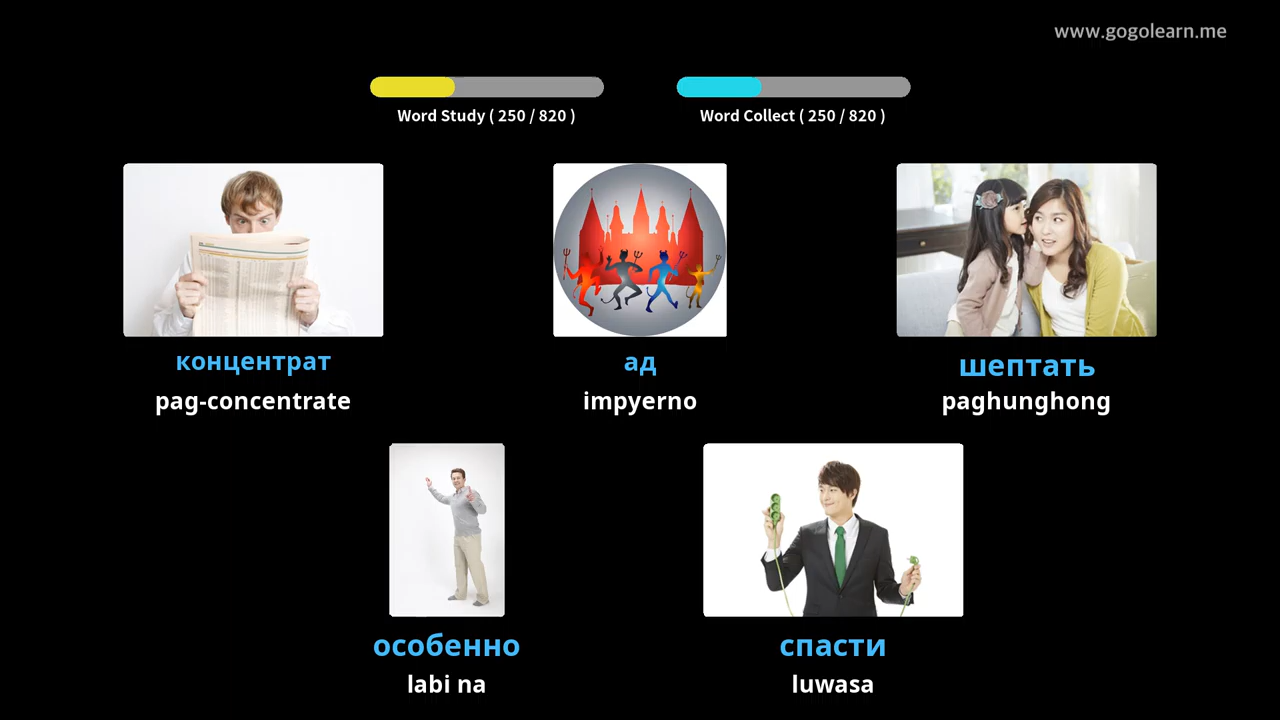 www.gogolearn.me
Word Study ( 250 / 820 )
Word Collect ( 250 / 820 )
концентрат
pag-concentrate
ад
impyerno
шептать
paghunghong
особенно
labi na
спасти
luwasa